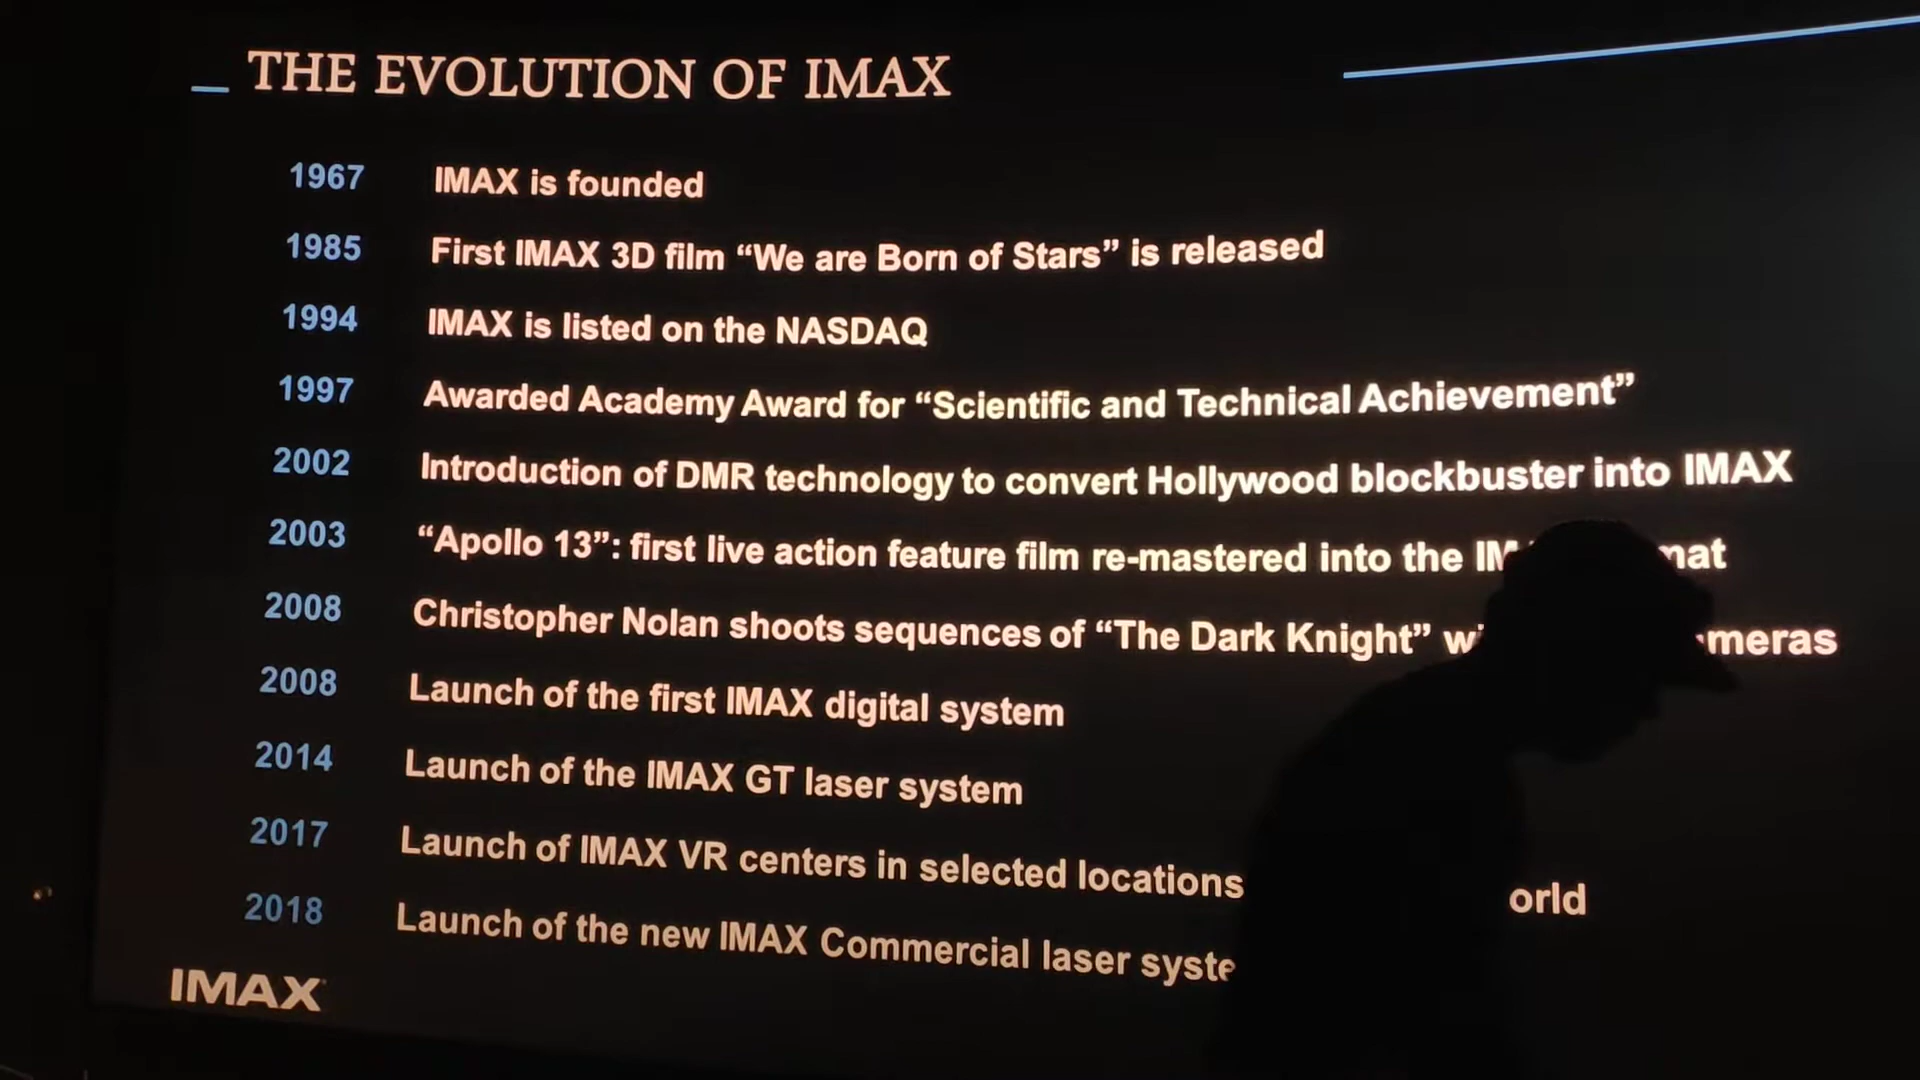 THE EVOLUTION OF IMAX
1967 IMAX is founded
1985 First IMAX 3D film “We are Born of Stars” is released
1994 IMAX is listed on the NASDAQ
1997 Awarded Academy Award for “Scientific and Technical Achievement”
2002 Introduction of DMR technology to convert Hollywood blockbuster into IMAX
2003 “Apollo 13”: first live action feature film re-mastered into the
2008 Christopher Nolan shoots sequences of “The Dark Knight”
2008 Launch of the first IMAX digital system
2014 Launch of the IMAX GT laser system
2017 Launch of IMAX VR centers in selected locations
2018 Launch of the new IMAX Commercial laser
IMAX